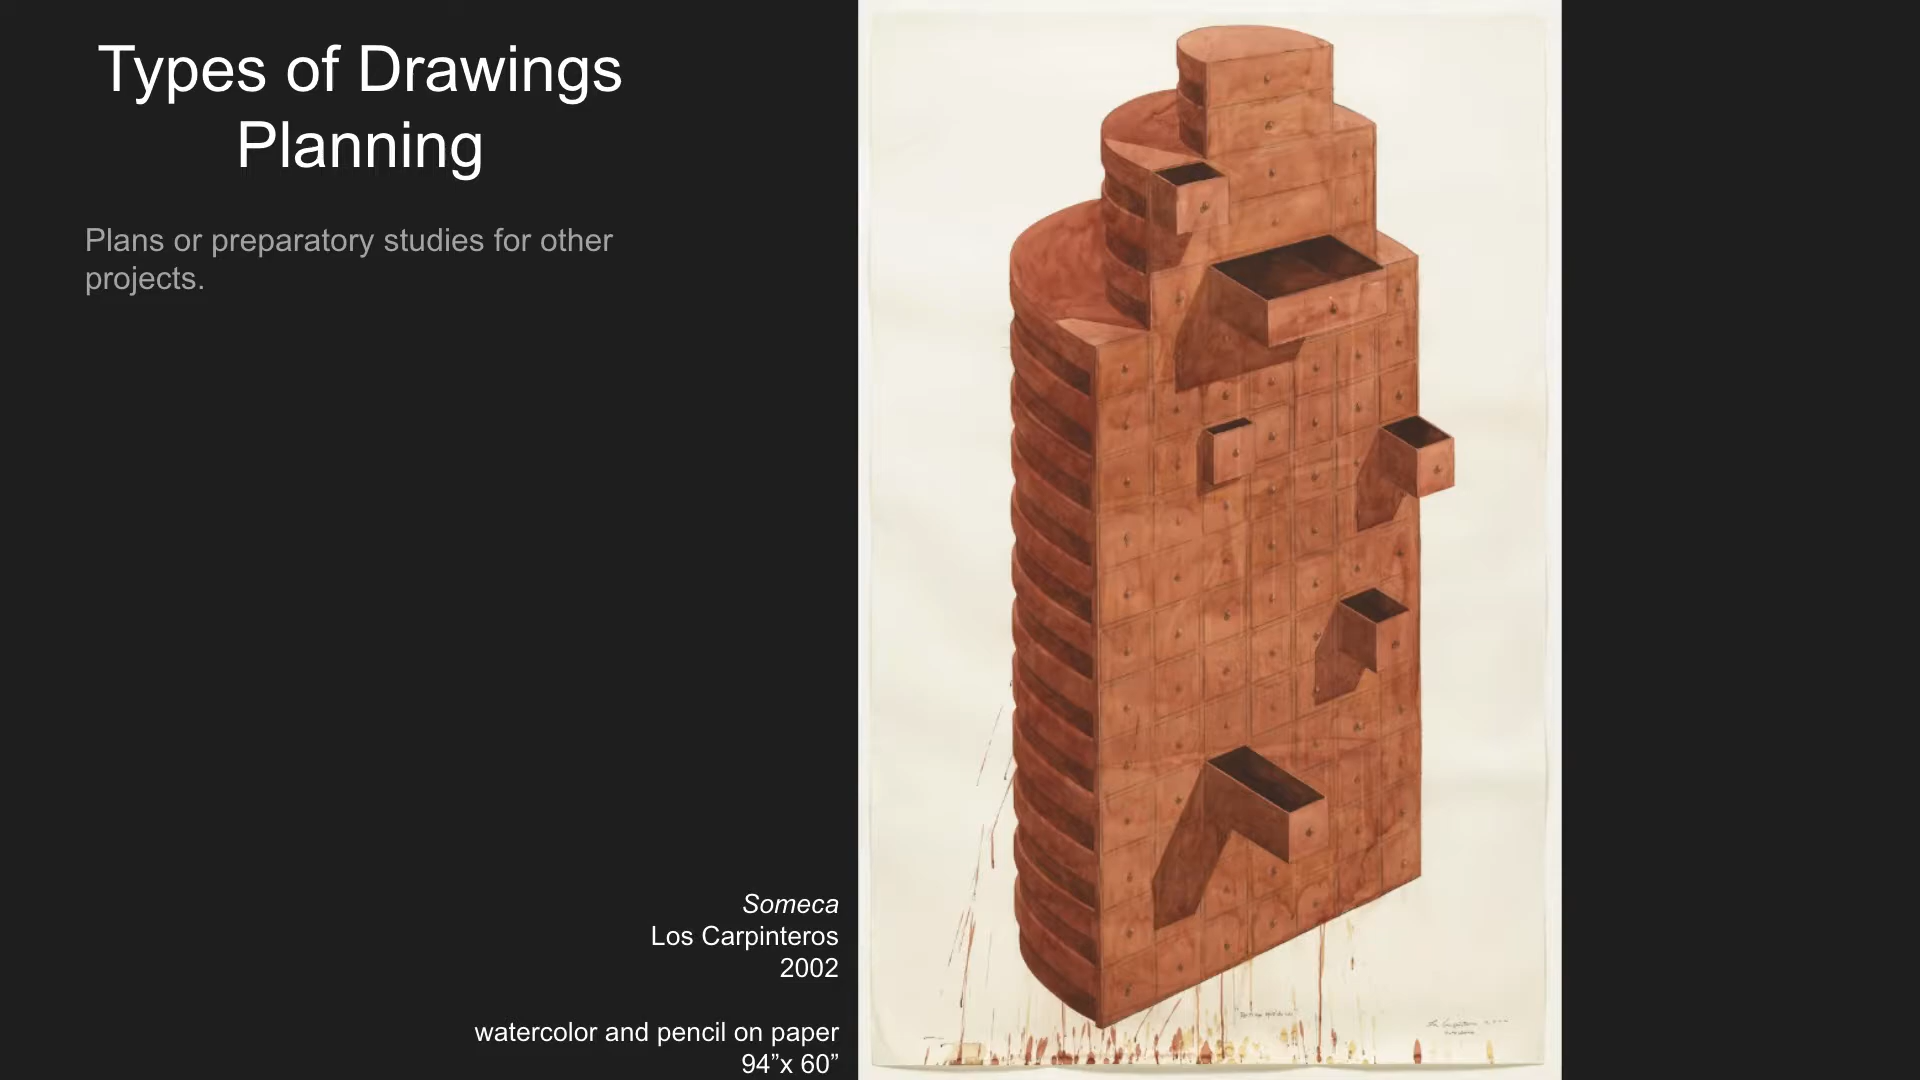 Types of Drawings
Planning
Plans or preparatory studies for other
projects.
Someca
Los Carpinteros
2002
watercolor and pencil on paper
94”x 60”